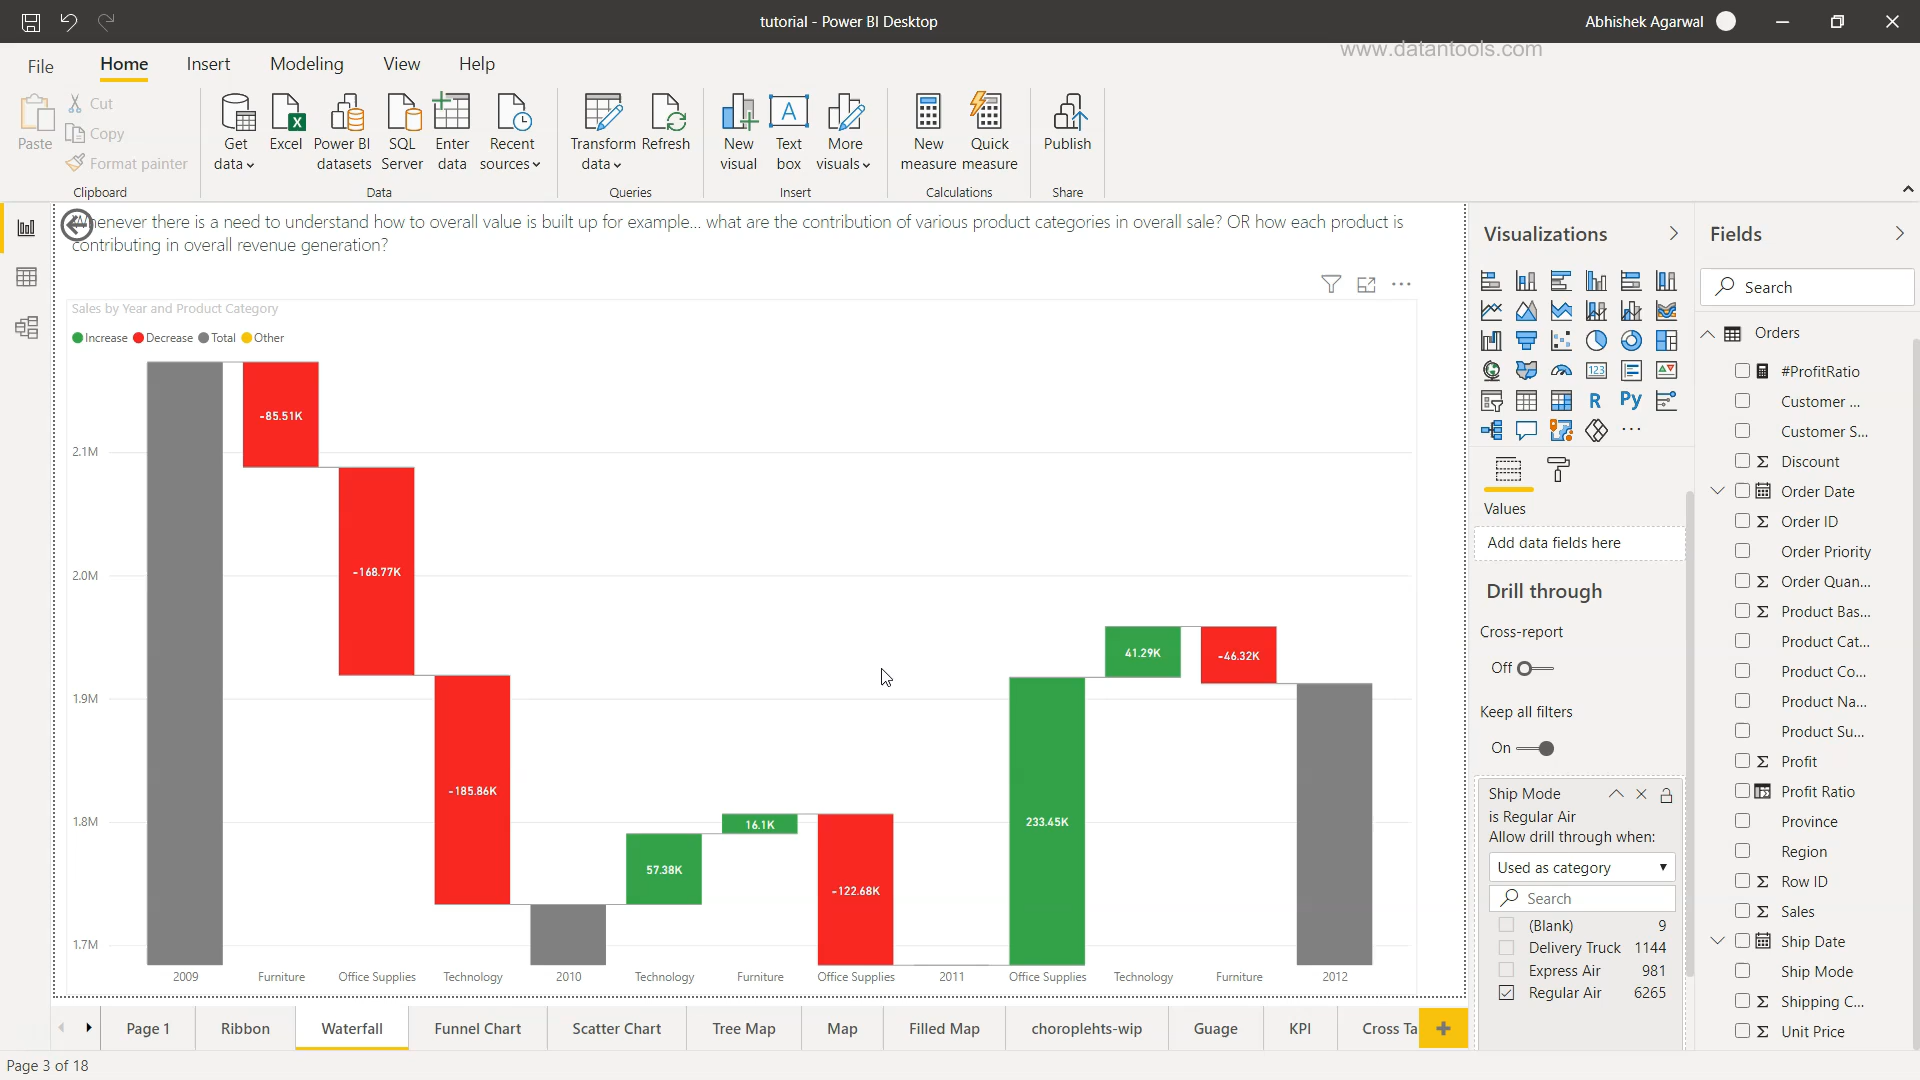 tutorial - Power BI Desktop
Abhishek Agarwal
www.datantools.com
File
Home
Insert
Modeling
View
Help
Paste
Cut
Copy
Format painter
Clipboard
Get data
Excel
Power BI datasets
SQL Server
Enter data
Recent sources
Data
Transform data
Refresh
Queries
New visual
Text box
More visuals
Insert
New measure
Quick measure
Calculations
Publish
Share
Whenever there is a need to understand how to overall value is built up for example... what are the contribution of various product categories in overall sale? OR how each product is
contributing in overall revenue generation?
Sales by Year and Product Category
Increase Decrease Total Other
2.1M
2.0M
1.9M
1.8M
1.7M
-85.51K
-168.77K
-185.86K
57.38K
16.1K
-122.68K
233.45K
41.29K
-46.32K
2009 Furniture Office Supplies Technology 2010 Technology Furniture Office Supplies 2011 Office Supplies Technology Furniture 2012
Visualizations
123
R
Py
Values
Add data fields here
Drill through
Cross-report
Off
Keep all filters
On
Ship Mode
is Regular Air
Allow drill through when:
Used as category
Search
(Blank) 9
Delivery Truck 1144
Express Air 981
Regular Air 6265
Fields
Search
Orders
#ProfitRatio
Customer ...
Customer S...
Discount
Order Date
Order ID
Order Priority
Order Quan...
Product Bas...
Product Cat...
Product Co...
Product Na...
Product Su...
Profit
Profit Ratio
Province
Region
Row ID
Sales
Ship Date
Ship Mode
Shipping C...
Unit Price
Page 1
Ribbon
Waterfall
Funnel Chart
Scatter Chart
Tree Map
Map
Filled Map
choroplehts-wip
Guage
KPI
Cross Ta
Page 3 of 18